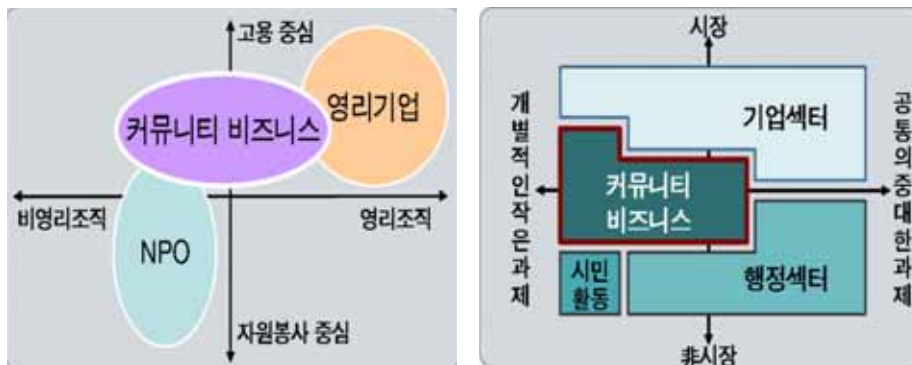 고용 중심
영리기업
커뮤니티 비즈니스
비영리조직
영리조직
NPO
자원봉사 중심
시장
개별적인작은과제
공통의중대한과제
기업섹터
커뮤니티
비즈니스
시민
활동
행정섹터
非시장